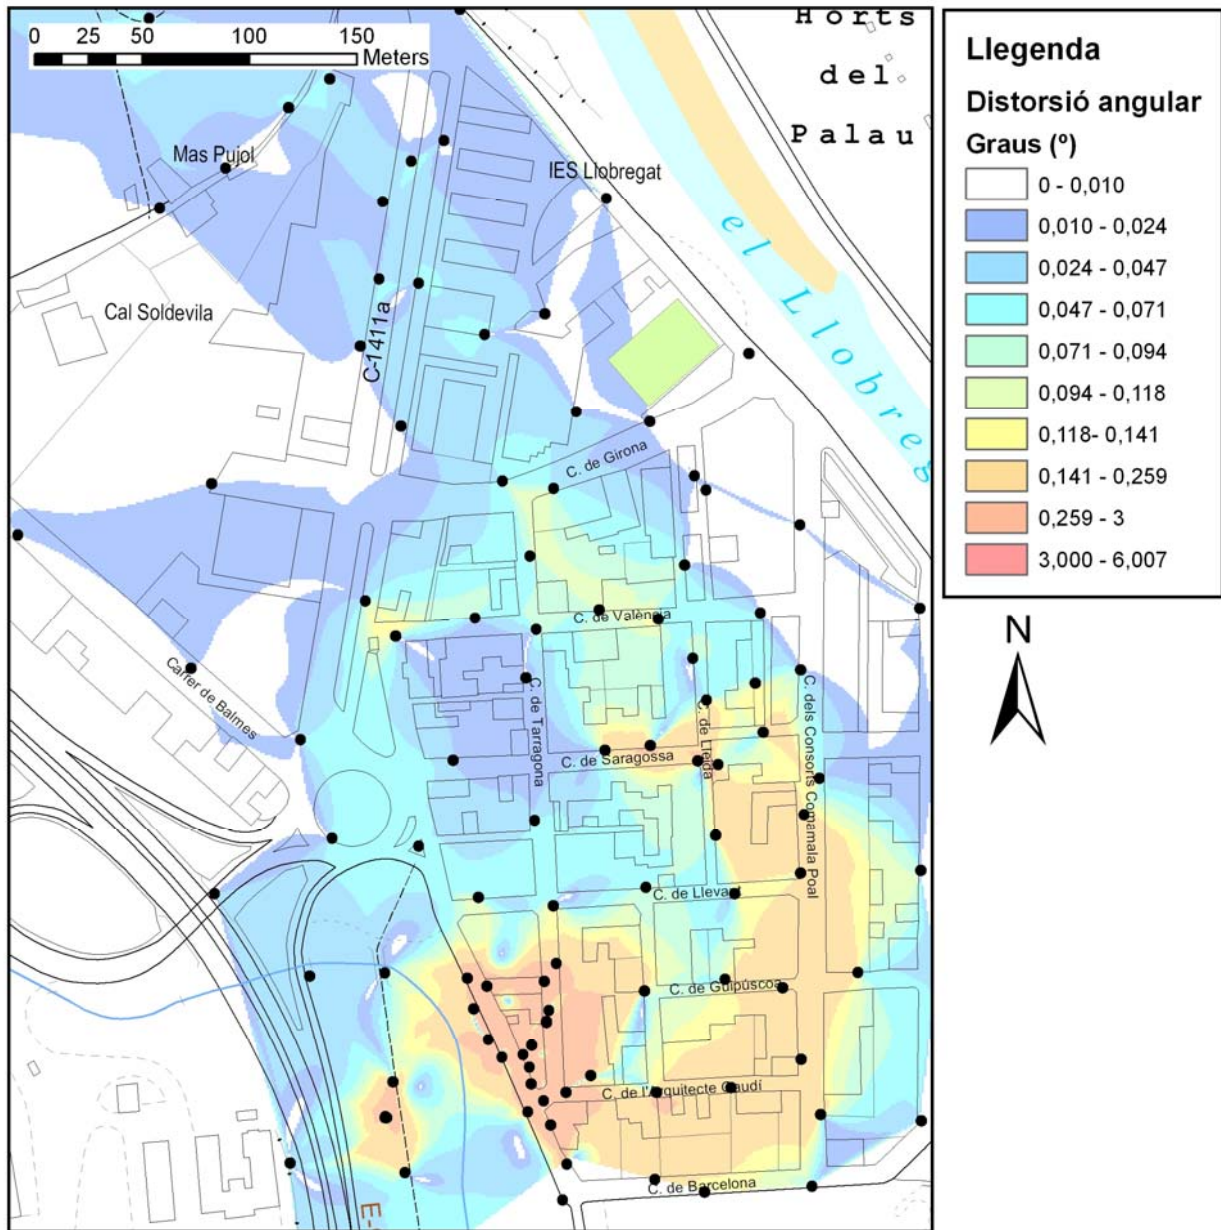 0 25 50 100 150
Meters
Horts
del
Palau
Mas Pujol
IES Llobregat
Cal Soldevila
C-1411a
el Llobreg
C. de Girona
C. de València
Carrer de Balmes
C. de Tarragona
C. de Saragossa
C. de Lleida
C. dels Consorts Comamala Poal
C. de Llevant
C. de Guipúscoa
C. de l'Arquitecte Gaudí
C. de Barcelona
E-
Llegenda
Distorsió angular
Graus (º)
0 - 0,010
0,010 - 0,024
0,024 - 0,047
0,047 - 0,071
0,071 - 0,094
0,094 - 0,118
0,118- 0,141
0,141 - 0,259
0,259 - 3
3,000 - 6,007
N